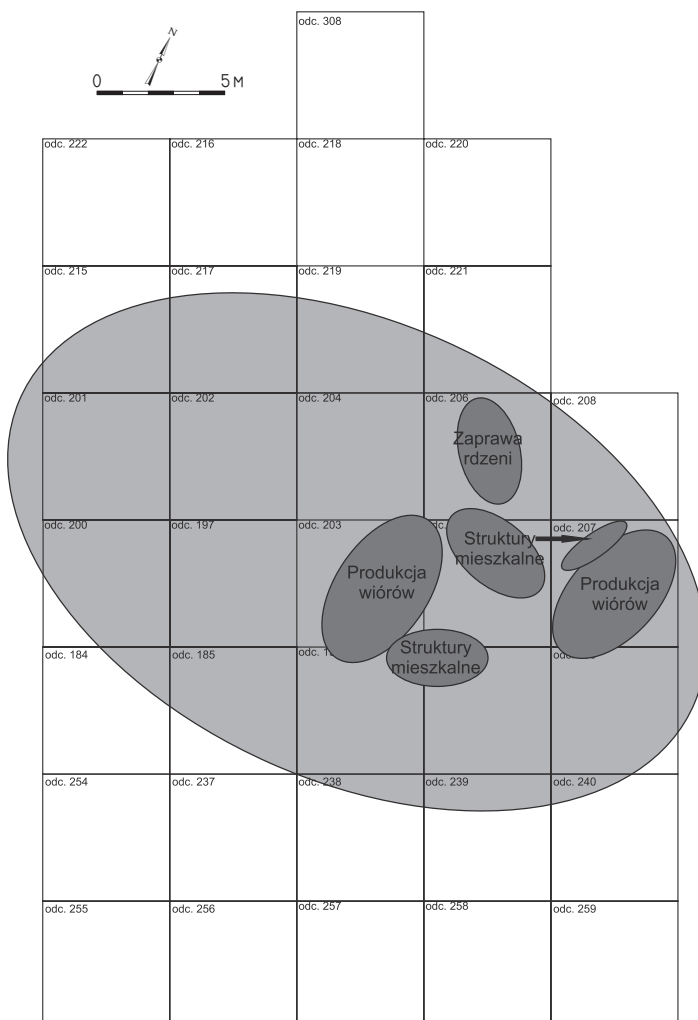 odc. 308
N
0 5 M
odc. 222 odc. 216 odc. 218 odc. 220
odc. 215 odc. 217 odc. 219 odc. 221
odc. 201 odc. 202 odc. 204 odc. 206 odc. 208
Zaprawa
rdzeni
odc. 200 odc. 197 odc. 203 odc. 207
Struktury
mieszkalne
Produkcja
wiórów
Produkcja
wiórów
odc. 184 odc. 185
Struktury
mieszkalne
odc. 254 odc. 237 odc. 238 odc. 239 odc. 240
odc. 255 odc. 256 odc. 257 odc. 258 odc. 259